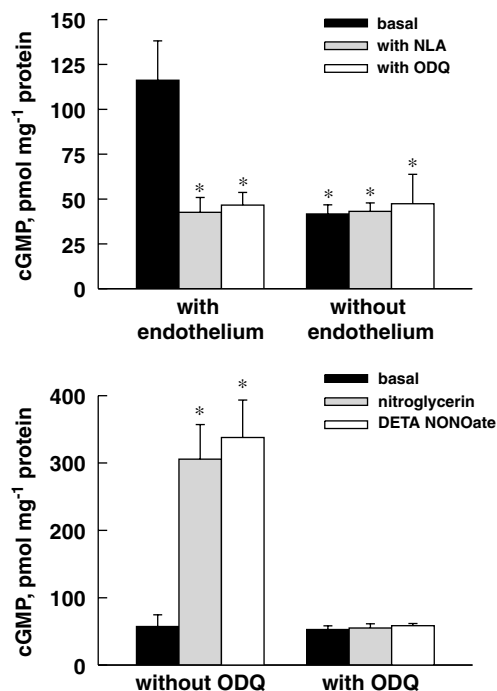 150
125
100
75
50
25
0
cGMP, pmol mg-1 protein
basal
with NLA
with ODQ
*
*
*
*
*
with endothelium
without endothelium
400
300
200
100
0
cGMP, pmol mg-1 protein
basal
nitroglycerin
DETA NONOate
*
*
without ODQ
with ODQ